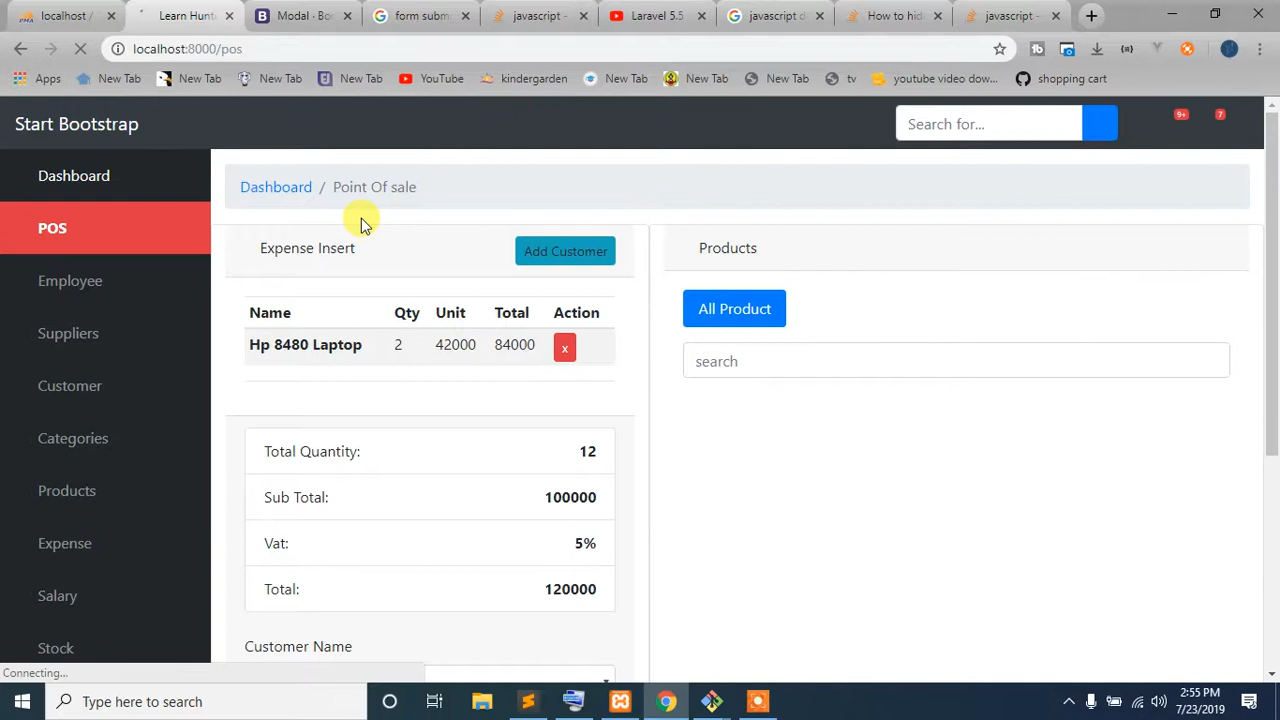 localhost /
Learn Hunt
Modal · Bo
form subm
javascript -
Laravel 5.5
javascript d
How to hid
javascript -
localhost:8000/pos
Apps
New Tab
New Tab
New Tab
New Tab
YouTube
kindergarden
New Tab
New Tab
New Tab
tv
youtube video dow...
shopping cart
Start Bootstrap
Search for...
9+
7
Dashboard
POS
Employee
Suppliers
Customer
Categories
Products
Expense
Salary
Stock
Dashboard / Point Of sale
Expense Insert
Add Customer
Name Qty Unit Total Action
Hp 8480 Laptop 2 42000 84000 x
Total Quantity: 12
Sub Total: 100000
Vat: 5%
Total: 120000
Customer Name
Products
All Product
search
Connecting...
Type here to search
2:55 PM
7/23/2019